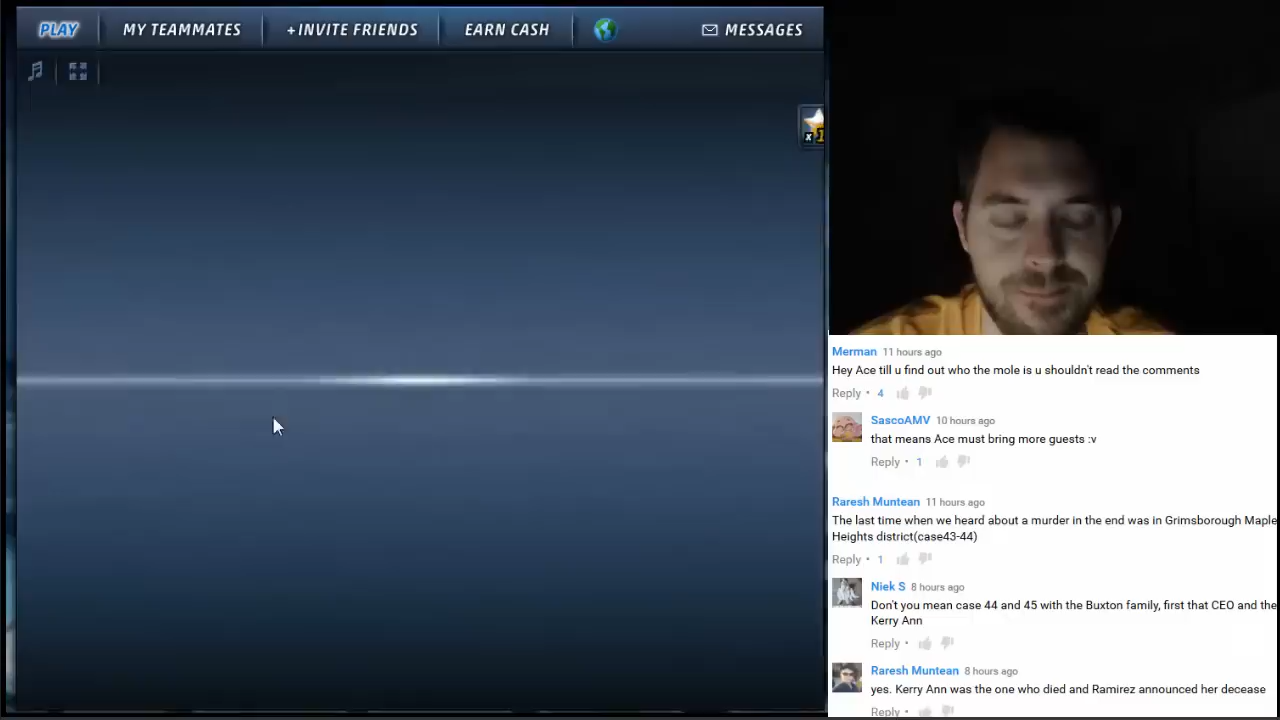 PLAY
MY TEAMMATES
+INVITE FRIENDS
EARN CASH
MESSAGES
x
Merman 11 hours ago
Hey Ace till u find out who the mole is u shouldn't read the comments
Reply • 4
SascoAMV 10 hours ago
that means Ace must bring more guests :v
Reply • 1
Raresh Muntean 11 hours ago
The last time when we heard about a murder in the end was in Grimsborough Maple
Heights district(case43-44)
Reply • 1
Niek S 8 hours ago
Don't you mean case 44 and 45 with the Buxton family, first that CEO and the
Kerry Ann
Reply •
Raresh Muntean 8 hours ago
yes. Kerry Ann was the one who died and Ramirez announced her decease
Reply •